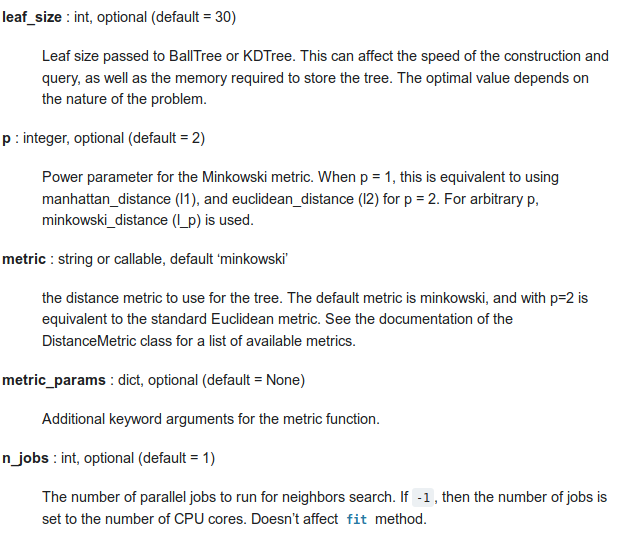 leaf_size : int, optional (default = 30)
Leaf size passed to BallTree or KDTree. This can affect the speed of the construction and
query, as well as the memory required to store the tree. The optimal value depends on
the nature of the problem.
p : integer, optional (default = 2)
Power parameter for the Minkowski metric. When p = 1, this is equivalent to using
manhattan_distance (l1), and euclidean_distance (l2) for p = 2. For arbitrary p,
minkowski_distance (l_p) is used.
metric : string or callable, default ‘minkowski’
the distance metric to use for the tree. The default metric is minkowski, and with p=2 is
equivalent to the standard Euclidean metric. See the documentation of the
DistanceMetric class for a list of available metrics.
metric_params : dict, optional (default = None)
Additional keyword arguments for the metric function.
n_jobs : int, optional (default = 1)
The number of parallel jobs to run for neighbors search. If -1, then the number of jobs is
set to the number of CPU cores. Doesn’t affect fit method.